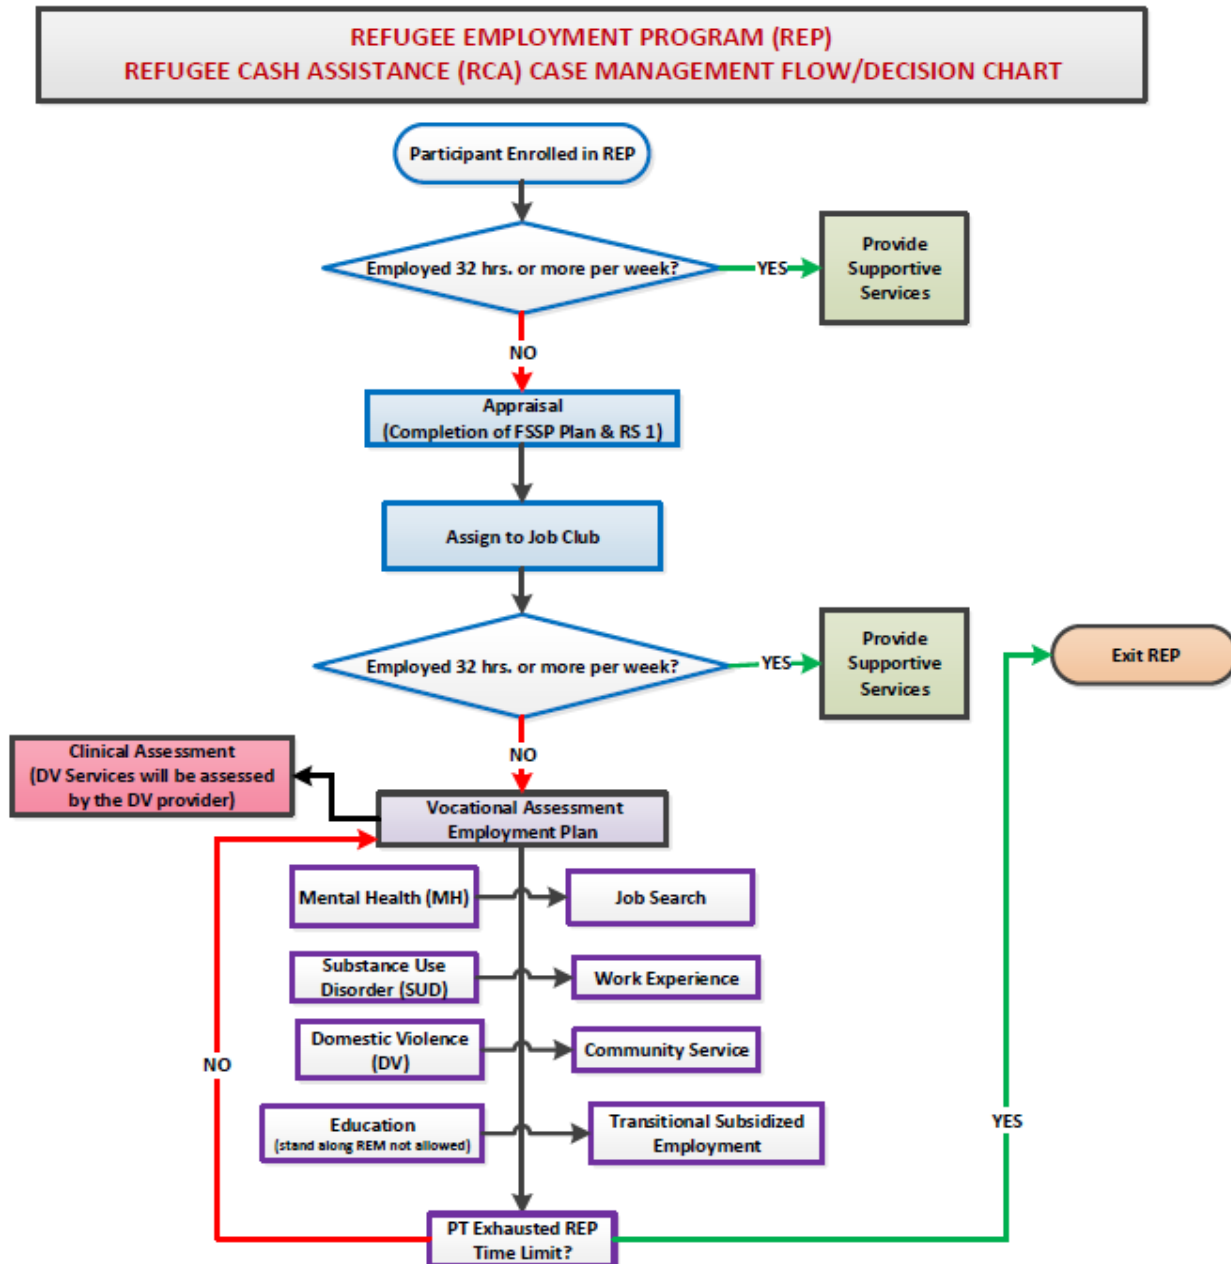 REFUGEE EMPLOYMENT PROGRAM (REP)
REFUGEE CASH ASSISTANCE (RCA) CASE MANAGEMENT FLOW/DECISION CHART
Participant Enrolled in REP
Employed 32 hrs. or more per week?
YES
Provide
Supportive
Services
NO
Appraisal
(Completion of FSSP Plan & RS 1)
Assign to Job Club
Employed 32 hrs. or more per week?
YES
Provide
Supportive
Services
Exit REP
NO
Clinical Assessment
(DV Services will be assessed
by the DV provider)
Vocational Assessment
Employment Plan
Mental Health (MH)
Job Search
Substance Use
Disorder (SUD)
Work Experience
Domestic Violence
(DV)
Community Service
NO
Education
(stand along REM not allowed)
Transitional Subsidized
Employment
YES
PT Exhausted REP
Time Limit?